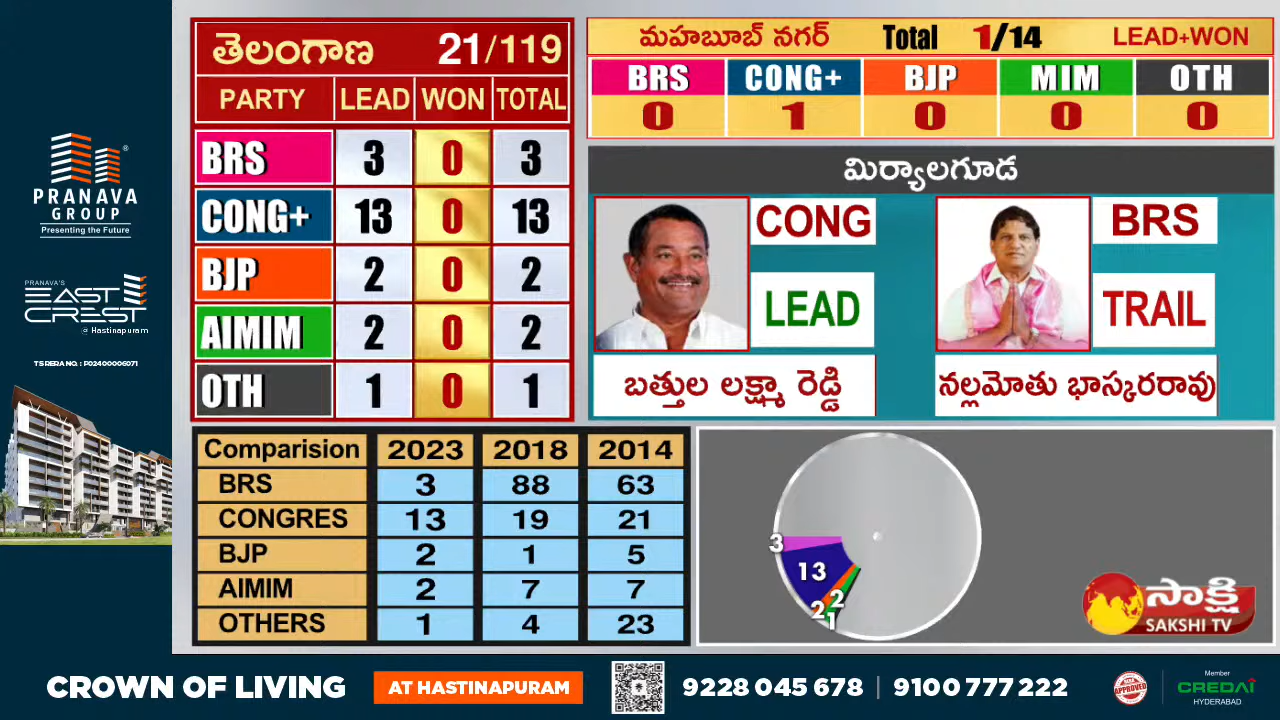 PRANAVA
GROUP
Presenting the Future
PRANAVA'S
EAST
CREST
@ Hastinapuram
TS RERA NO. : P02400006071
తెలంగాణ 21/119
PARTY LEAD WON TOTAL
BRS 3 0 3
CONG+ 13 0 13
BJP 2 0 2
AIMIM 2 0 2
OTH 1 0 1
మహబూబ్ నగర్ Total 1/14 LEAD+WON
BRS CONG+ BJP MIM OTH
0 1 0 0 0
మిర్యాలగూడ
CONG BRS
LEAD TRAIL
బత్తుల లక్ష్మా రెడ్డి నల్లమోతు భాస్కరరావు
Comparision 2023 2018 2014
BRS 3 88 63
CONGRES 13 19 21
BJP 2 1 5
AIMIM 2 7 7
OTHERS 1 4 23
3
13
2
2
1
సాక్షి
SAKSHI TV
CROWN OF LIVING AT HASTINAPURAM 9228 045 678 | 9100 777 222
APPROVED
Member
CREDAI
HYDERABAD